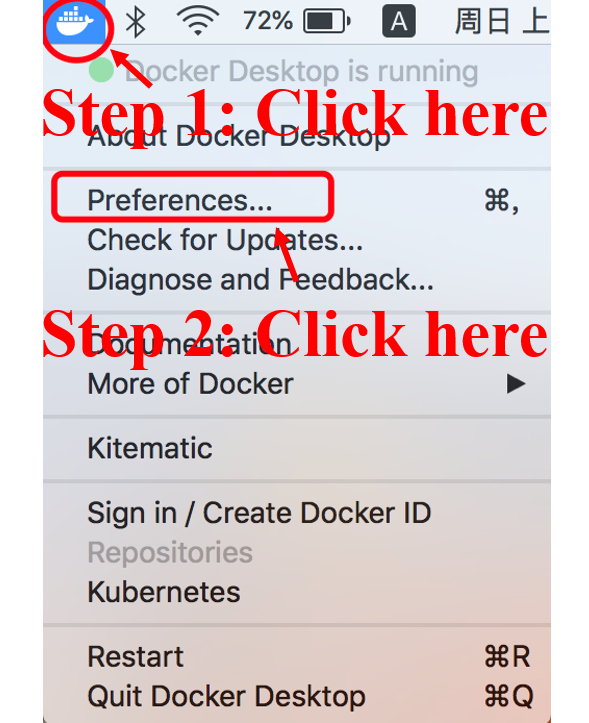 72% A 周日 上
Docker Desktop is running
Step 1: Click here
About Docker Desktop
Preferences... ⌘,
Check for Updates...
Diagnose and Feedback...
Step 2: Click here
Documentation
More of Docker ▶
Kitematic
Sign in / Create Docker ID
Repositories
Kubernetes
Restart ⌘R
Quit Docker Desktop ⌘Q